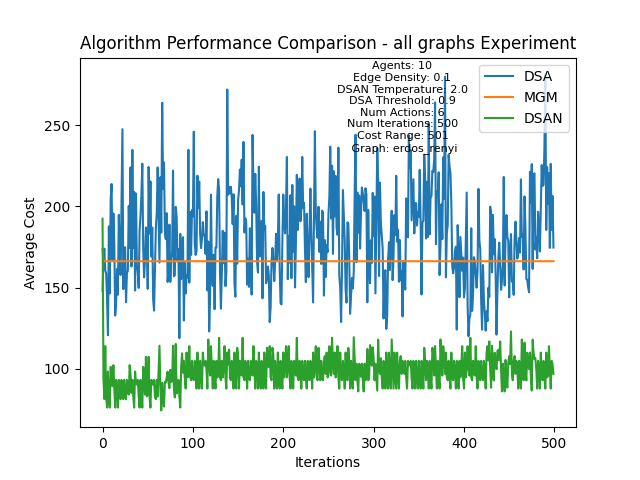 Algorithm Performance Comparison - all graphs Experiment
Agents: 10
Edge Density: 0.1
DSAN Temperature: 2.0
DSA Threshold: 0.9
Num Actions: 6
Num Iterations: 500
Cost Range: 501
Graph: erdos_renyi
DSA
MGM
DSAN
Average Cost
250
200
150
100
0
100
200
300
400
500
Iterations